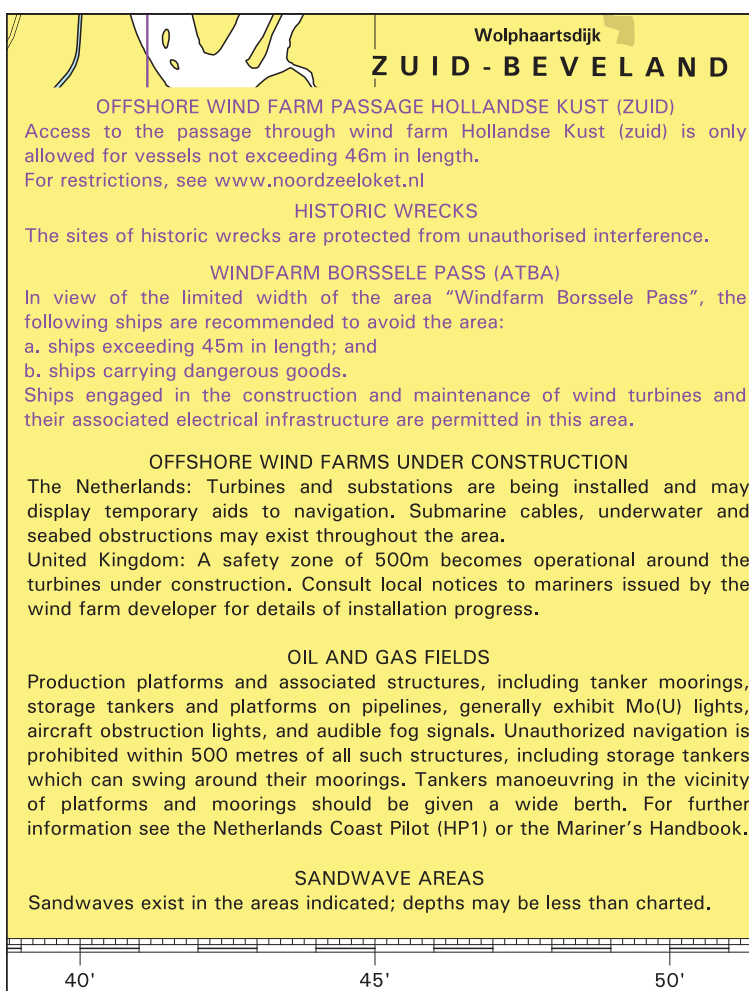 Wolphaartsdijk
ZUID-BEVELAND
OFFSHORE WIND FARM PASSAGE HOLLANDSE KUST (ZUID)
Access to the passage through wind farm Hollandse Kust (zuid) is only
allowed for vessels not exceeding 46m in length.
For restrictions, see www.noordzeeloket.nl
HISTORIC WRECKS
The sites of historic wrecks are protected from unauthorised interference.
WINDFARM BORSSELE PASS (ATBA)
In view of the limited width of the area “Windfarm Borssele Pass”, the
following ships are recommended to avoid the area:
a. ships exceeding 45m in length; and
b. ships carrying dangerous goods.
Ships engaged in the construction and maintenance of wind turbines and
their associated electrical infrastructure are permitted in this area.
OFFSHORE WIND FARMS UNDER CONSTRUCTION
The Netherlands: Turbines and substations are being installed and may
display temporary aids to navigation. Submarine cables, underwater and
seabed obstructions may exist throughout the area.
United Kingdom: A safety zone of 500m becomes operational around the
turbines under construction. Consult local notices to mariners issued by the
wind farm developer for details of installation progress.
OIL AND GAS FIELDS
Production platforms and associated structures, including tanker moorings,
storage tankers and platforms on pipelines, generally exhibit Mo(U) lights,
aircraft obstruction lights, and audible fog signals. Unauthorized navigation is
prohibited within 500 metres of all such structures, including storage tankers
which can swing around their moorings. Tankers manoeuvring in the vicinity
of platforms and moorings should be given a wide berth. For further
information see the Netherlands Coast Pilot (HP1) or the Mariner’s Handbook.
SANDWAVE AREAS
Sandwaves exist in the areas indicated; depths may be less than charted.
40' 45' 50'